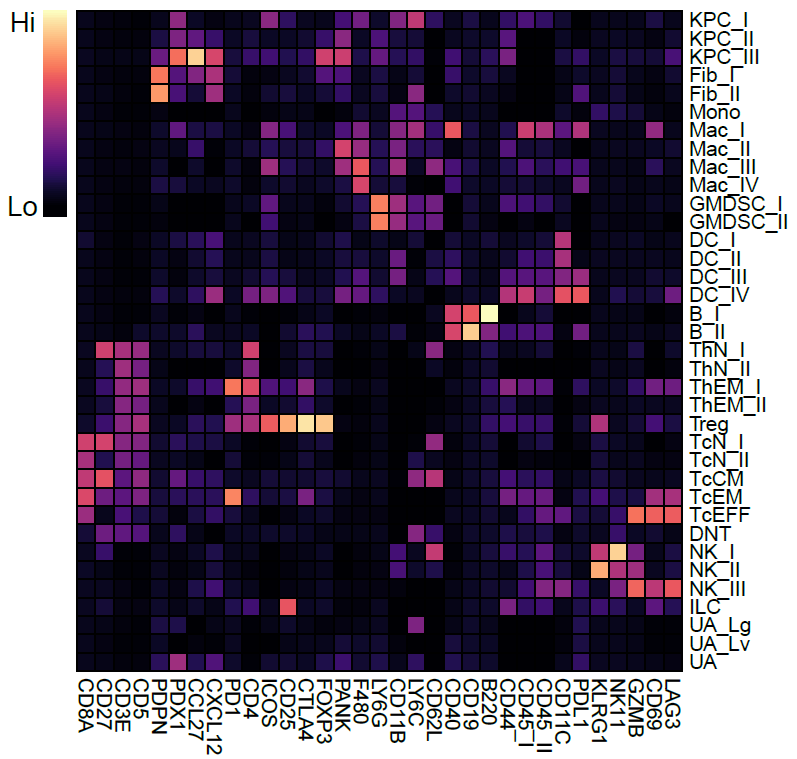 Hi
Lo
KPC_I
KPC_II
KPC_III
Fib_I
Fib_II
Mono
Mac_I
Mac_II
Mac_III
Mac_IV
GMDSC_I
GMDSC_II
DC_I
DC_II
DC_III
DC_IV
B_I
B_II
ThN_I
ThN_II
ThEM_I
ThEM_II
Treg
TcN_I
TcN_II
TcCM
TcEM
TcEFF
DNT
NK_I
NK_II
NK_III
ILC
UA_Lg
UA_Lv
UA
CD8A
CD27
CD3E
CD5
PDPN
PDX1
CCL27
CXCL12
PD1
CD4
ICOS
CD25
CTLA4
FOXP3
PANK
F480
LY6G
CD11B
LY6C
CD62L
CD40
CD19
B220
CD44
CD45_I
CD45_II
CD11C
PDL1
KLRG1
NK11
GZMB
CD69
LAG3